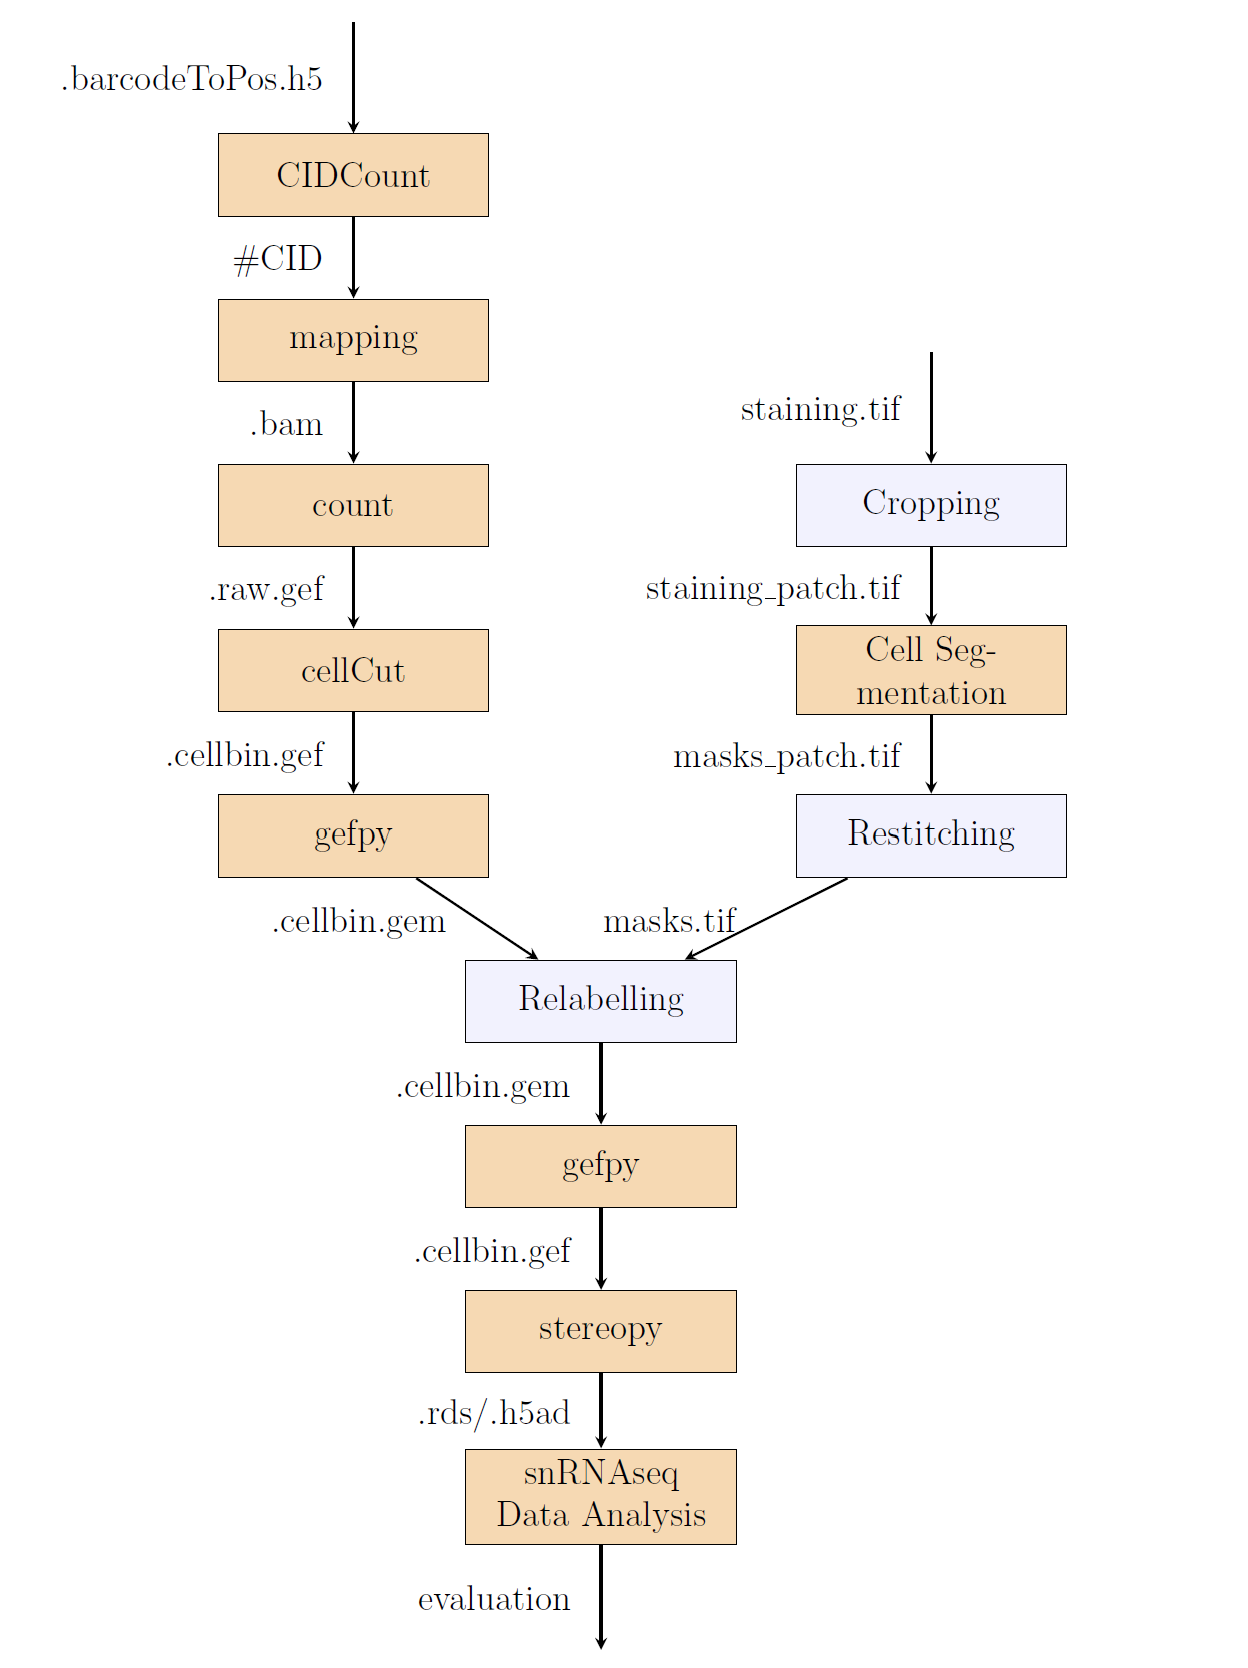 .barcodeToPos.h5
CIDCount
#CID
mapping
.bam
count
.raw.gef
cellCut
.cellbin.gef
gefpy
.cellbin.gem
staining.tif
Cropping
staining_patch.tif
Cell Seg-
mentation
masks_patch.tif
Restitching
masks.tif
Relabelling
.cellbin.gem
gefpy
.cellbin.gef
stereopy
.rds/.h5ad
snRNAseq
Data Analysis
evaluation